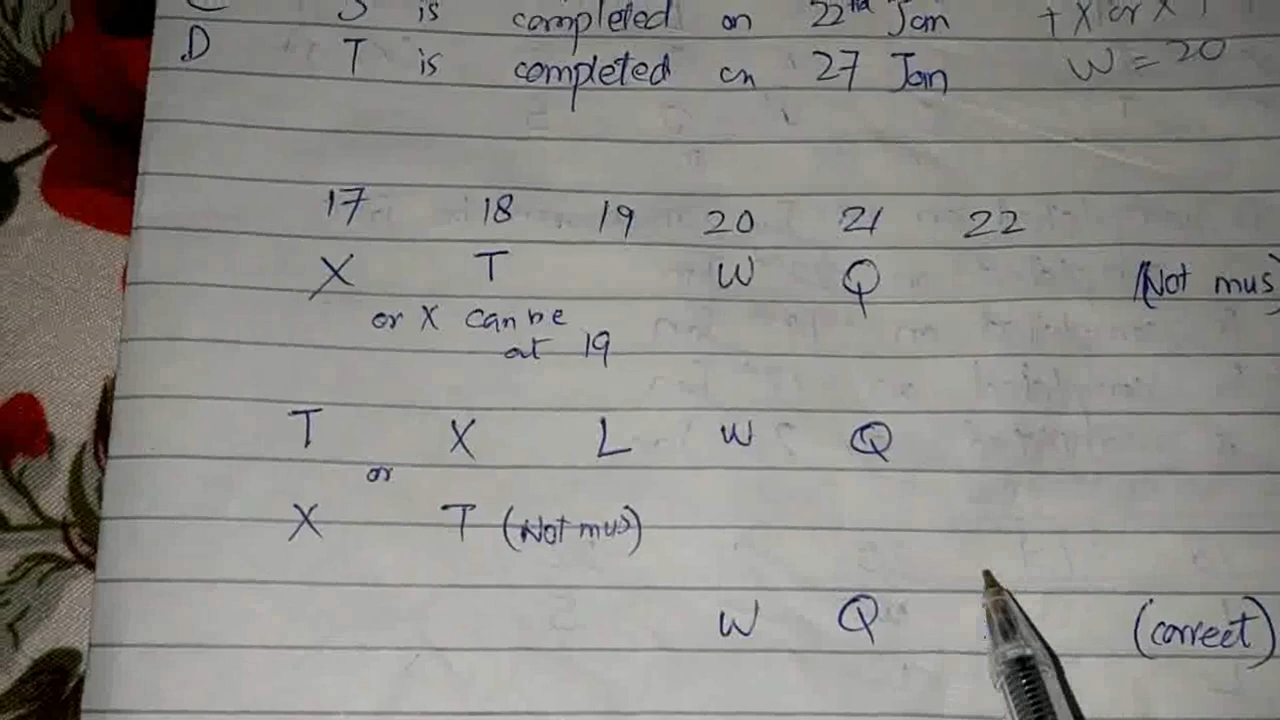 C S is completed on 22nd Jan + X or X
D T is completed on 27 Jan W = 20
17 18 19 20 21 22
X T W Q (Not mus)
or X can be
at 19
T X L W Q
or
X T (Not mus)
W Q (correct)